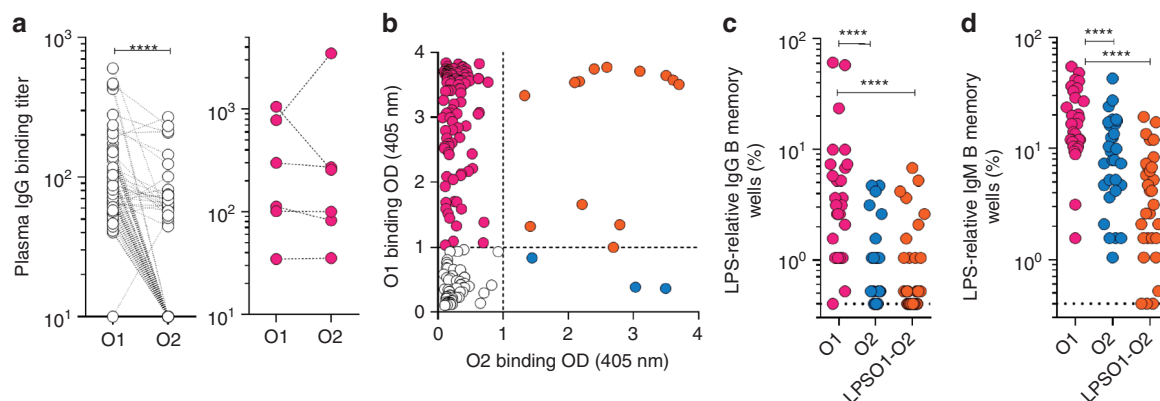 a
Plasma IgG binding titer
10³
10²
10¹
O1
O2
****
10³
10²
10¹
O1
O2
b
O1 binding OD (405 nm)
4
3
2
1
0
0
1
2
3
4
O2 binding OD (405 nm)
c
LPS-relative IgG B memory
wells (%)
10²
10¹
10⁰
****
****
O1
O2
LPSO1-O2
d
LPS-relative IgM B memory
wells (%)
10²
10¹
10⁰
****
****
O1
O2
LPSO1-O2